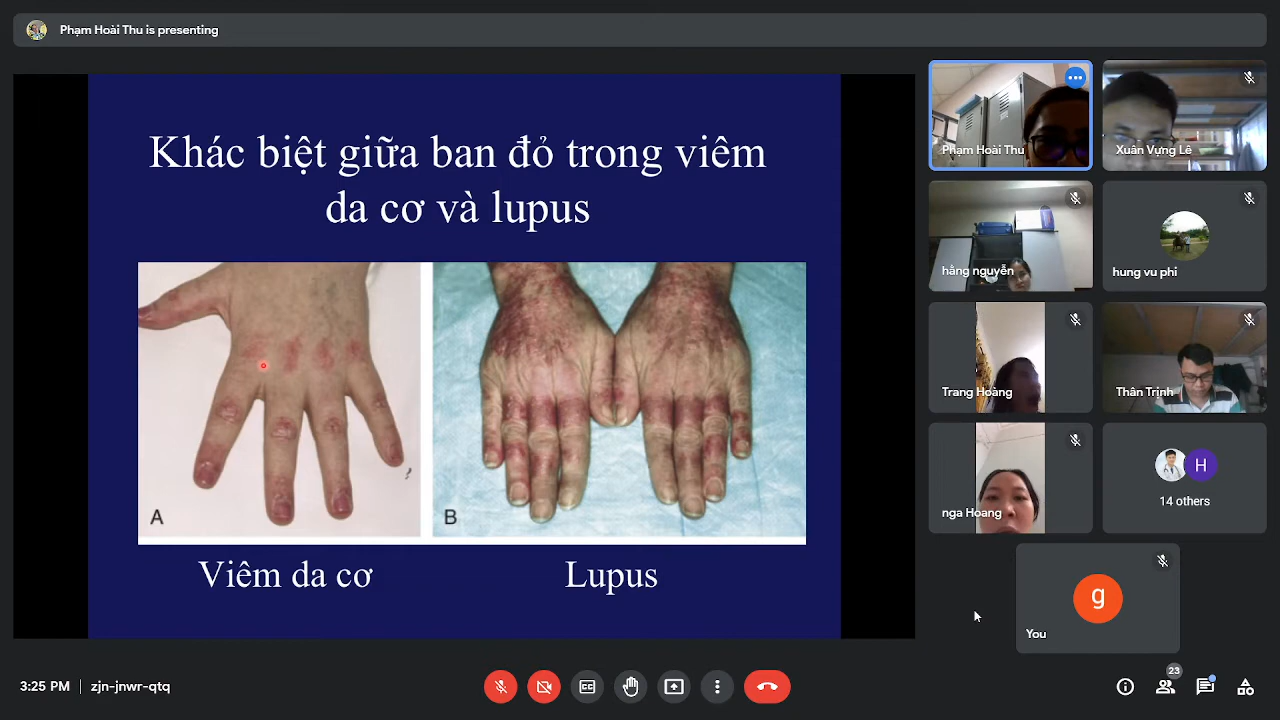 Phạm Hoài Thu is presenting
Khác biệt giữa ban đỏ trong viêm
da cơ và lupus
A
B
Viêm da cơ
Lupus
Phạm Hoài Thu
Xuân Vựng Lê
hằng nguyễn
hung vu phi
Trang Hoàng
Thân Trịnh
nga Hoang
H
14 others
g
You
3:25 PM
zjn-jnwr-qtq
CC
23